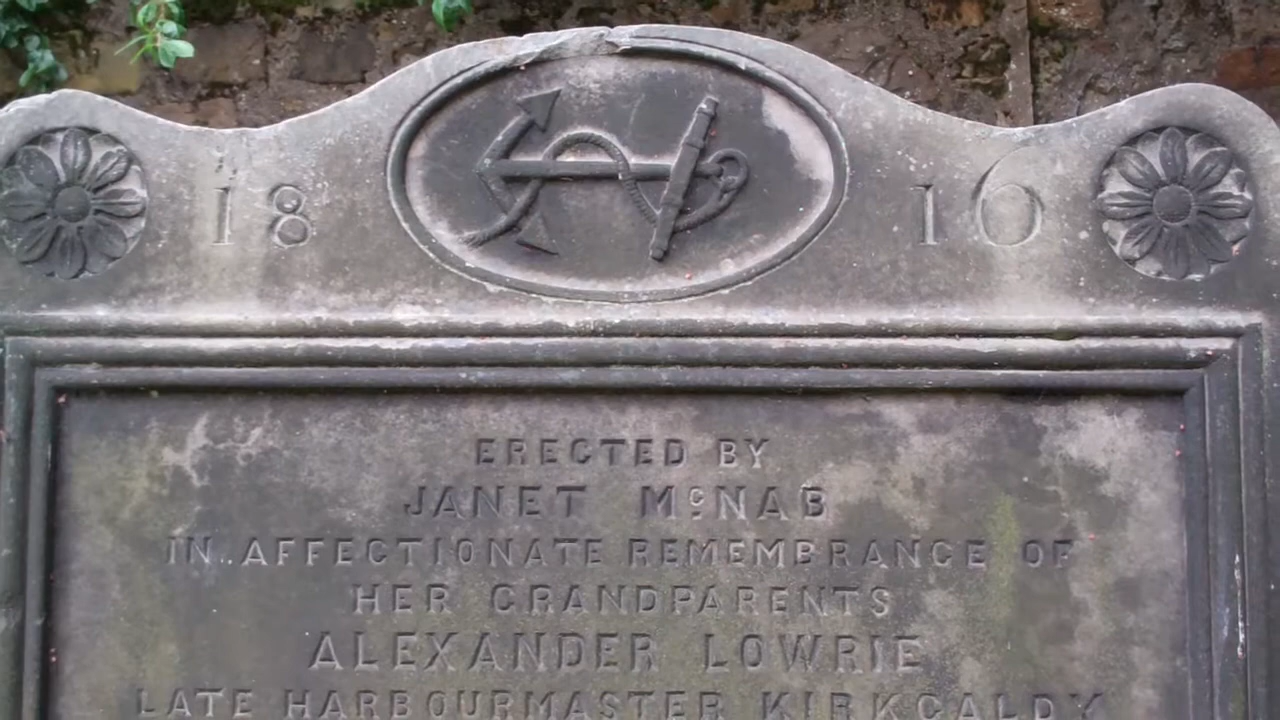 18 16
ERECTED BY
JANET McNAB
IN AFFECTIONATE REMEMBRANCE OF
HER GRANDPARENTS
ALEXANDER LOWRIE
LATE HARBOURMASTER KIRKCALDY